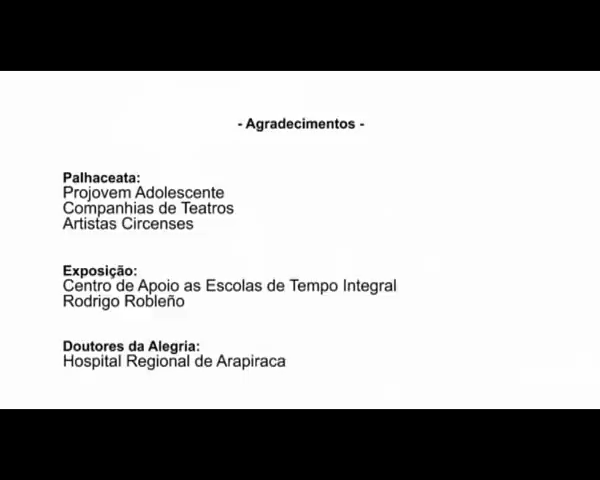 - Agradecimentos -
Palhaceata:
Projovem Adolescente
Companhias de Teatros
Artistas Circenses
Exposição:
Centro de Apoio as Escolas de Tempo Integral
Rodrigo Robleño
Doutores da Alegria:
Hospital Regional de Arapiraca